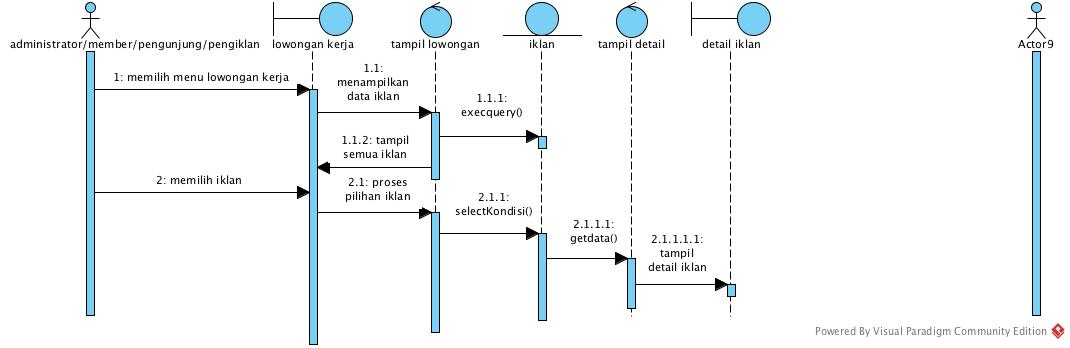 administrator/member/pengunjung/pengiklan
lowongan kerja
tampil lowongan
iklan
tampil detail
detail iklan
Actor9
1: memilih menu lowongan kerja
1.1:
menampilkan
data iklan
1.1.1:
execquery()
1.1.2: tampil
semua iklan
2: memilih iklan
2.1: proses
pilihan iklan
2.1.1:
selectKondisi()
2.1.1.1:
getdata()
2.1.1.1.1:
tampil
detail iklan
Powered By Visual Paradigm Community Edition